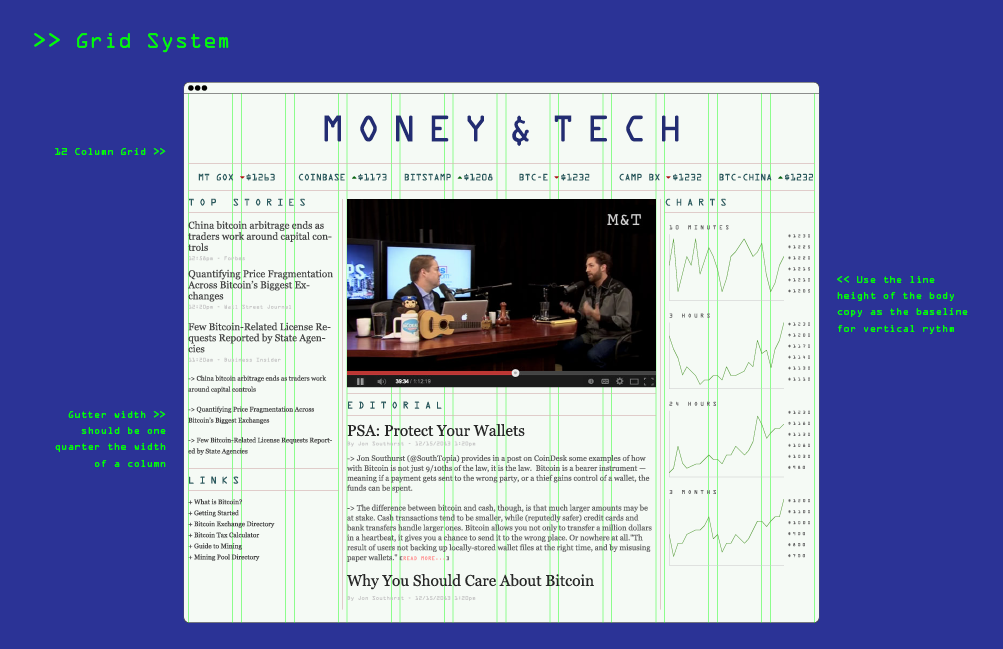 >> Grid System
12 Column Grid >>
MONEY & TECH
MT GOX $1263 COINBASE $1173 BITSTAMP $1208 BTC-E $1232 CAMP BX $1232 BTC-CHINA $1232
TOP STORIES
China bitcoin arbitrage ends as
traders work around capital con-
trols
12:38pm - Forbes
Quantifying Price Fragmentation
Across Bitcoin's Biggest Ex-
changes
Wall Street Journal
Few Bitcoin-Related License Re-
quests Reported by State Agen-
cies
Business Insider
-> China bitcoin arbitrage ends as traders work
around capital controls
-> Quantifying Price Fragmentation Across
Bitcoin's Biggest Exchanges
-> Few Bitcoin-Related License Requests Report-
ed by State Agencies
LINKS
+ What is Bitcoin?
+ Getting Started
+ Bitcoin Exchange Directory
+ Bitcoin Tax Calculator
+ Guide to Mining
+ Mining Pool Directory
Gutter width >>
should be one
quarter the width
of a column
M&T
36:34 / 1:12:19
EDITORIAL
PSA: Protect Your Wallets
By Jon Southurst - 12/15/2013 1:20pm
-> Jon Southurst (@SouthTopia) provides in a post on CoinDesk some examples of how
with Bitcoin is not just 9/10ths of the law, it is the law. Bitcoin is a bearer instrument —
meaning if a payment gets sent to the wrong party, or a thief gains control of a wallet, the
funds can be spent.
-> The difference between bitcoin and cash, though, is that much larger amounts may be
at stake. Cash transactions tend to be smaller, while (reputedly safer) credit cards and
bank transfers handle larger ones. Bitcoin allows you not only to transfer a million dollars
in a heartbeat, it gives you a chance to send it to the wrong place. Or nowhere at all."Th
result of users not backing up locally-stored wallet files at the right time, and by misusing
paper wallets." [READ MORE...]
Why You Should Care About Bitcoin
By Jon Southurst - 12/15/2013 1:20pm
CHARTS
10 MINUTES
3 HOURS
24 HOURS
3 MONTHS
<< Use the line
height of the body
copy as the baseline
for vertical rythm